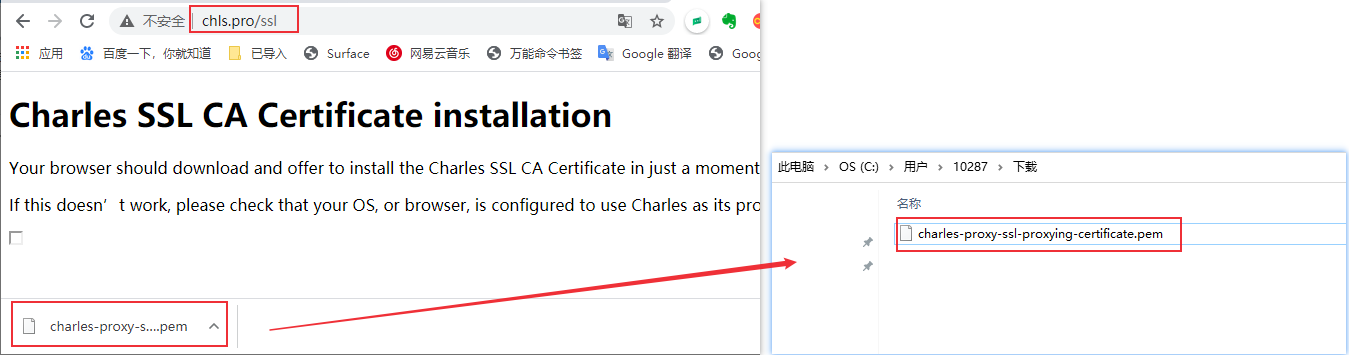 不安全 | chls.pro/ssl
应用 百度一下，你就知道 已导入 Surface 网易云音乐 万能命令书签 Google 翻译 Goog
Charles SSL CA Certificate installation
Your browser should download and offer to install the Charles SSL CA Certificate in just a moment
If this doesn't work, please check that your OS, or browser, is configured to use Charles as its pro
charles-proxy-s....pem
此电脑 › OS (C:) › 用户 › 10287 › 下载
名称
charles-proxy-ssl-proxying-certificate.pem